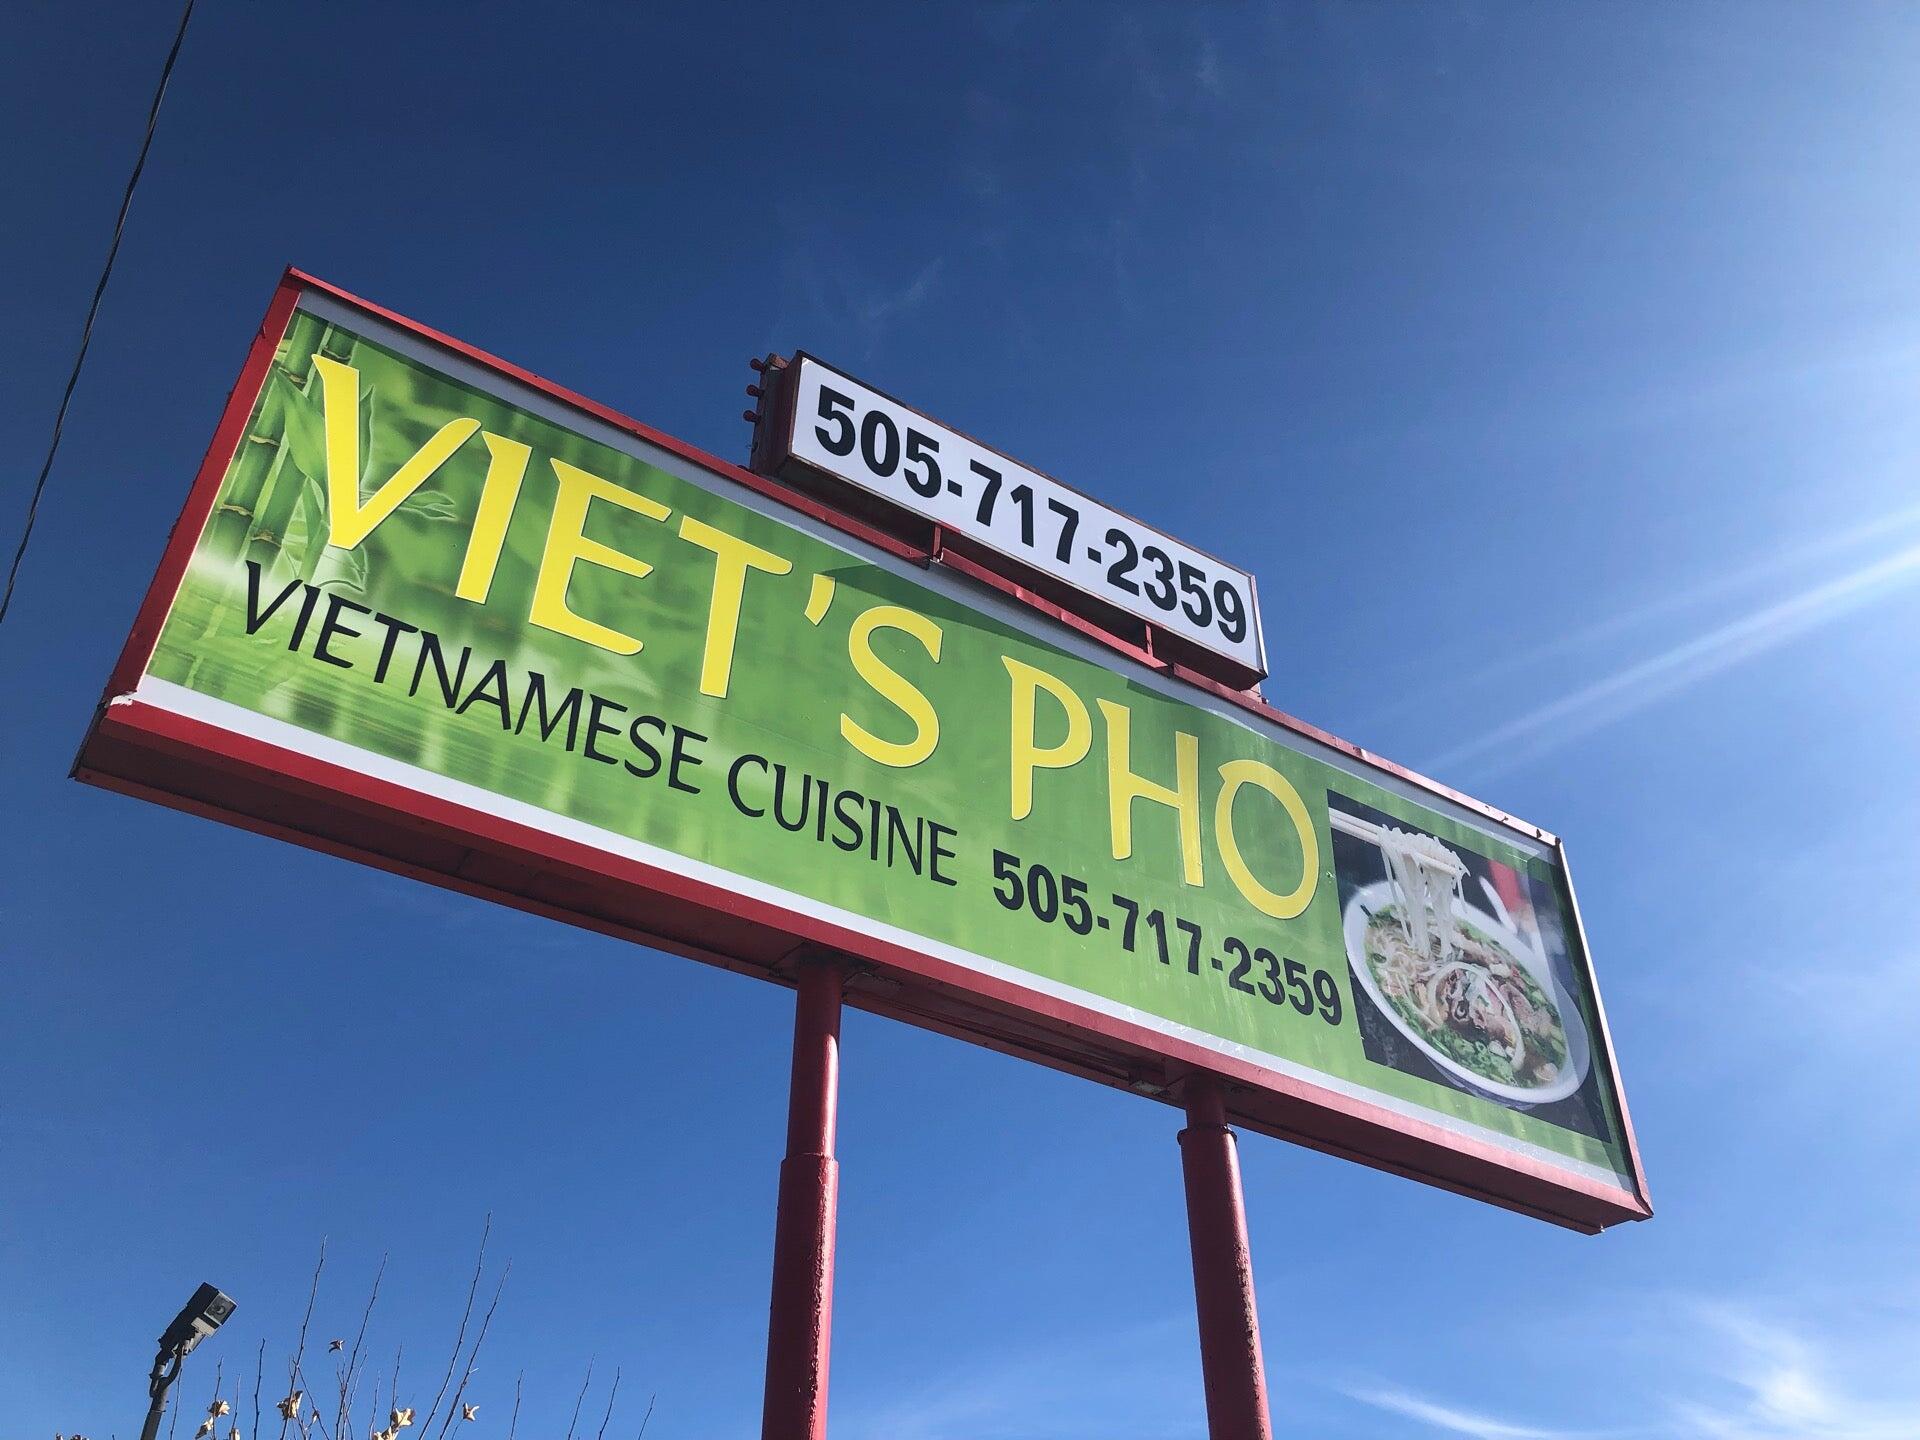 505-717-2359
VIET'S PHO
VIETNAMESE CUISINE 505-717-2359